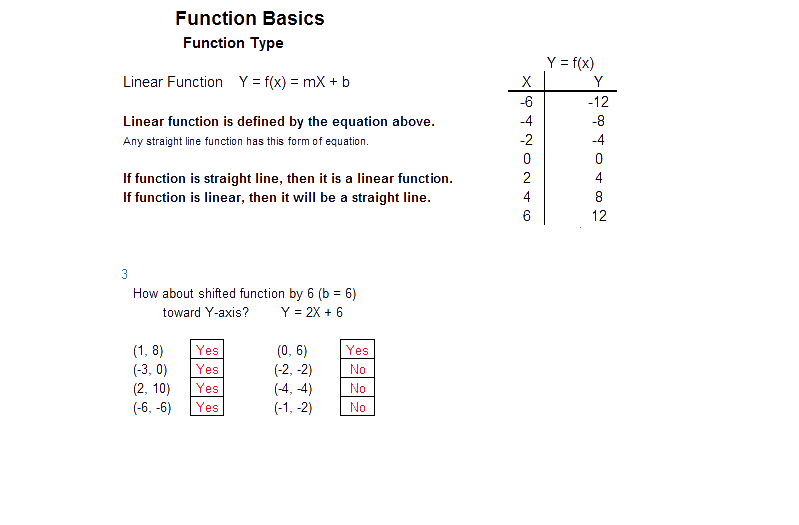 Function Basics
Function Type
Linear Function Y = f(x) = mX + b
Linear function is defined by the equation above.
Any straight line function has this form of equation.
If function is straight line, then it is a linear function.
If function is linear, then it will be a straight line.
Y = f(x)
X Y
-6 -12
-4 -8
-2 -4
0 0
2 4
4 8
6 12
3
How about shifted function by 6 (b = 6)
toward Y-axis? Y = 2X + 6
(1, 8) Yes (0, 6) Yes
(-3, 0) Yes (-2, -2) No
(2, 10) Yes (-4, -4) No
(-6, -6) Yes (-1, -2) No